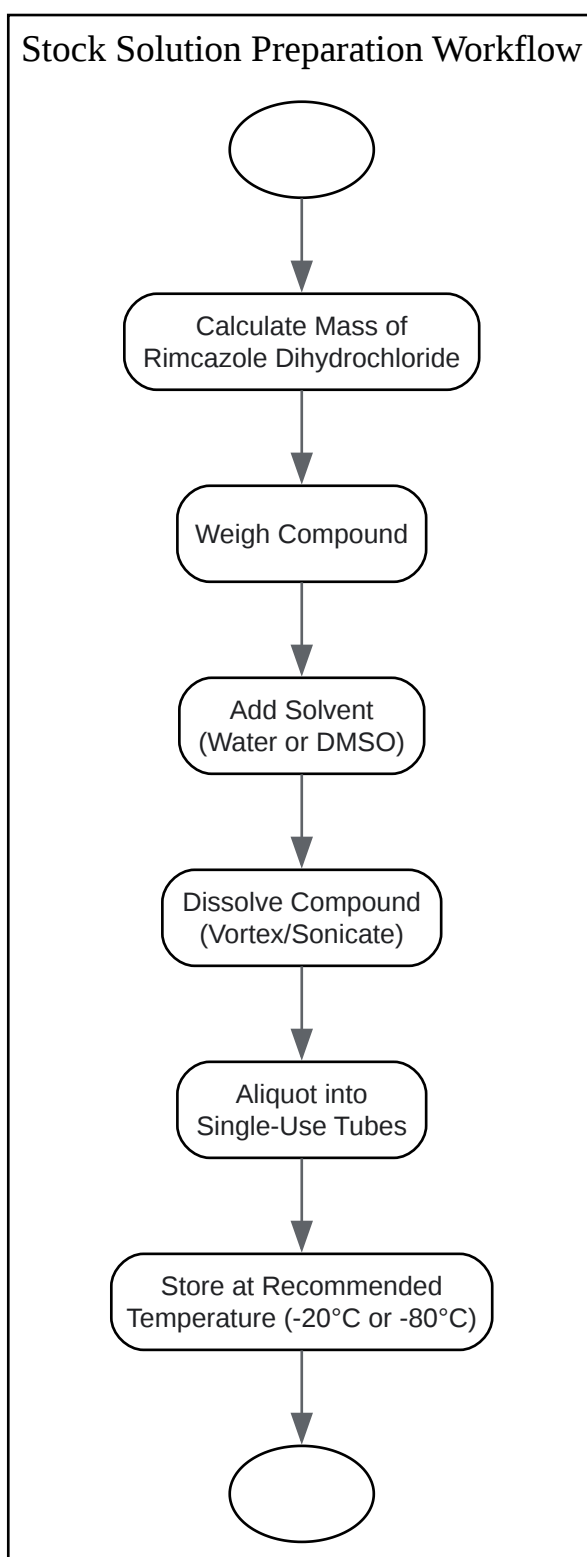 Stock Solution Preparation Workflow
Calculate Mass of
Rimcazole Dihydrochloride
Weigh Compound
Add Solvent
(Water or DMSO)
Dissolve Compound
(Vortex/Sonicate)
Aliquot into
Single-Use Tubes
Store at Recommended
Temperature (-20°C or -80°C)